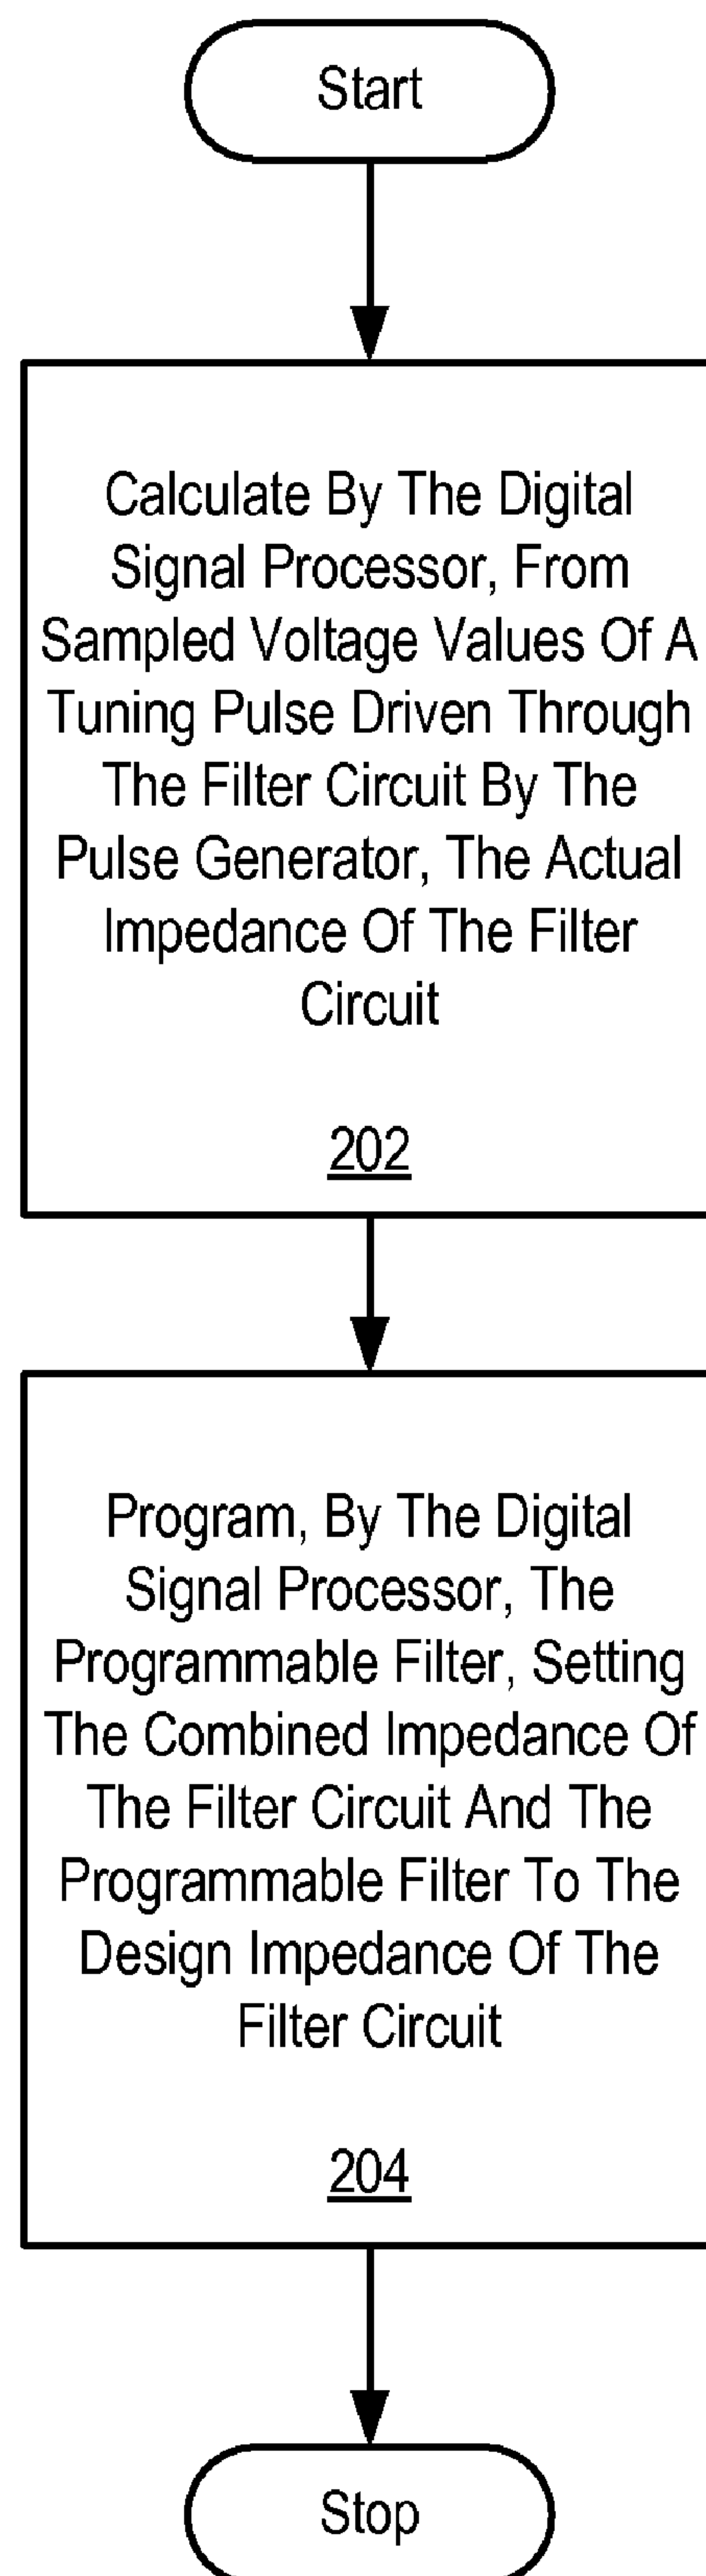 Start
Calculate By The Digital
Signal Processor, From
Sampled Voltage Values Of A
Tuning Pulse Driven Through
The Filter Circuit By The
Pulse Generator, The Actual
Impedance Of The Filter
Circuit
202
Program, By The Digital
Signal Processor, The
Programmable Filter, Setting
The Combined Impedance Of
The Filter Circuit And The
Programmable Filter To The
Design Impedance Of The
Filter Circuit
204
Stop